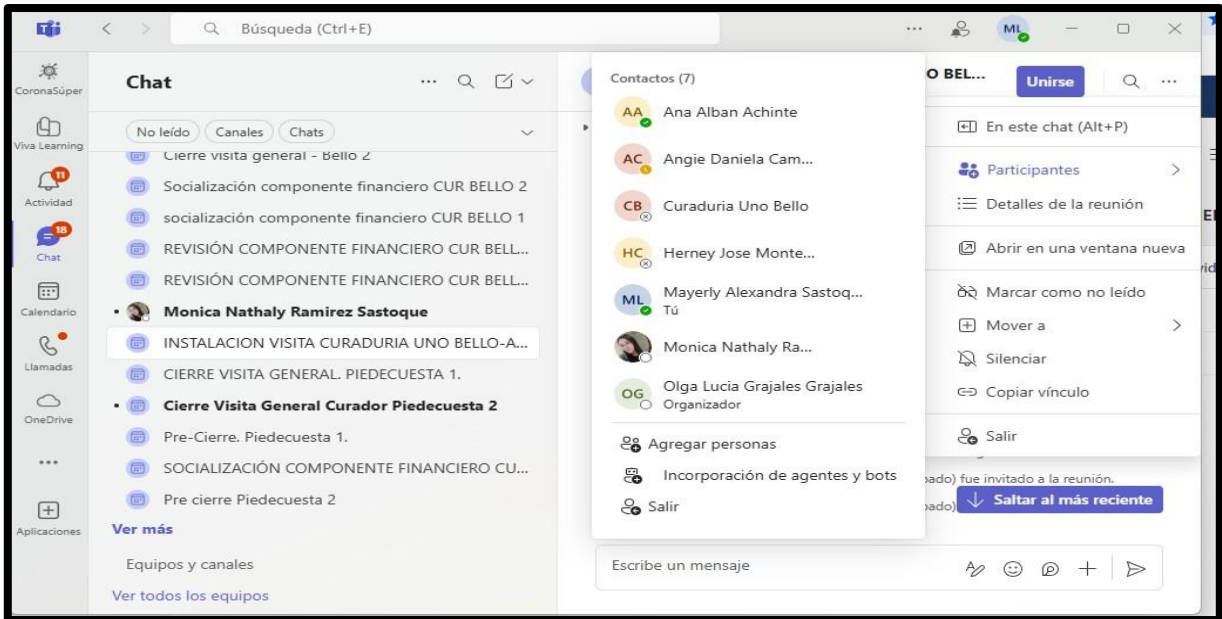 Búsqueda (Ctrl+E)
ML
CoronaSúper
Viva Learning
11
Actividad
18
Chat
Calendario
Llamadas
OneDrive
Aplicaciones
Chat
No leído
Canales
Chats
Cierre visita general - Bello 2
Socialización componente financiero CUR BELLO 2
socialización componente financiero CUR BELLO 1
REVISIÓN COMPONENTE FINANCIERO CUR BELL...
REVISIÓN COMPONENTE FINANCIERO CUR BELL...
Monica Nathaly Ramirez Sastoque
INSTALACION VISITA CURADURIA UNO BELLO-A...
CIERRE VISITA GENERAL. PIEDECUESTA 1.
Cierre Visita General Curador Piedecuesta 2
Pre-Cierre. Piedecuesta 1.
SOCIALIZACIÓN COMPONENTE FINANCIERO CU...
Pre cierre Piedecuesta 2
Ver más
Equipos y canales
Ver todos los equipos
Contactos (7)
AA Ana Alban Achinte
AC Angie Daniela Cam...
CB Curaduria Uno Bello
HC Herney Jose Monte...
ML Mayerly Alexandra Sastoq...
Tú
Monica Nathaly Ra...
OG Olga Lucia Grajales Grajales
Organizador
Agregar personas
Incorporación de agentes y bots
Salir
O BEL...
Unirse
En este chat (Alt+P)
Participantes
Detalles de la reunión
Abrir en una ventana nueva
Marcar como no leído
Mover a
Silenciar
Copiar vínculo
Salir
fue invitado a la reunión.
Saltar al más reciente
Escribe un mensaje